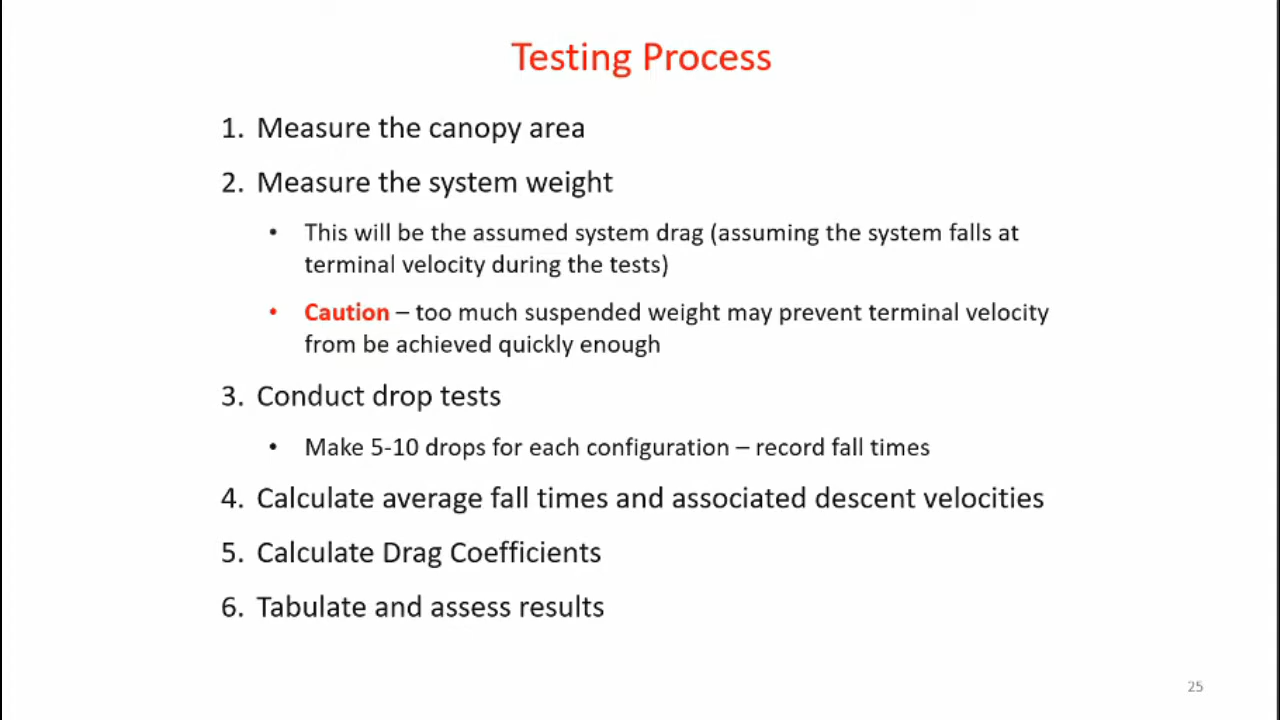 Testing Process
1. Measure the canopy area
2. Measure the system weight
• This will be the assumed system drag (assuming the system falls at
terminal velocity during the tests)
• Caution – too much suspended weight may prevent terminal velocity
from be achieved quickly enough
3. Conduct drop tests
• Make 5-10 drops for each configuration – record fall times
4. Calculate average fall times and associated descent velocities
5. Calculate Drag Coefficients
6. Tabulate and assess results
25